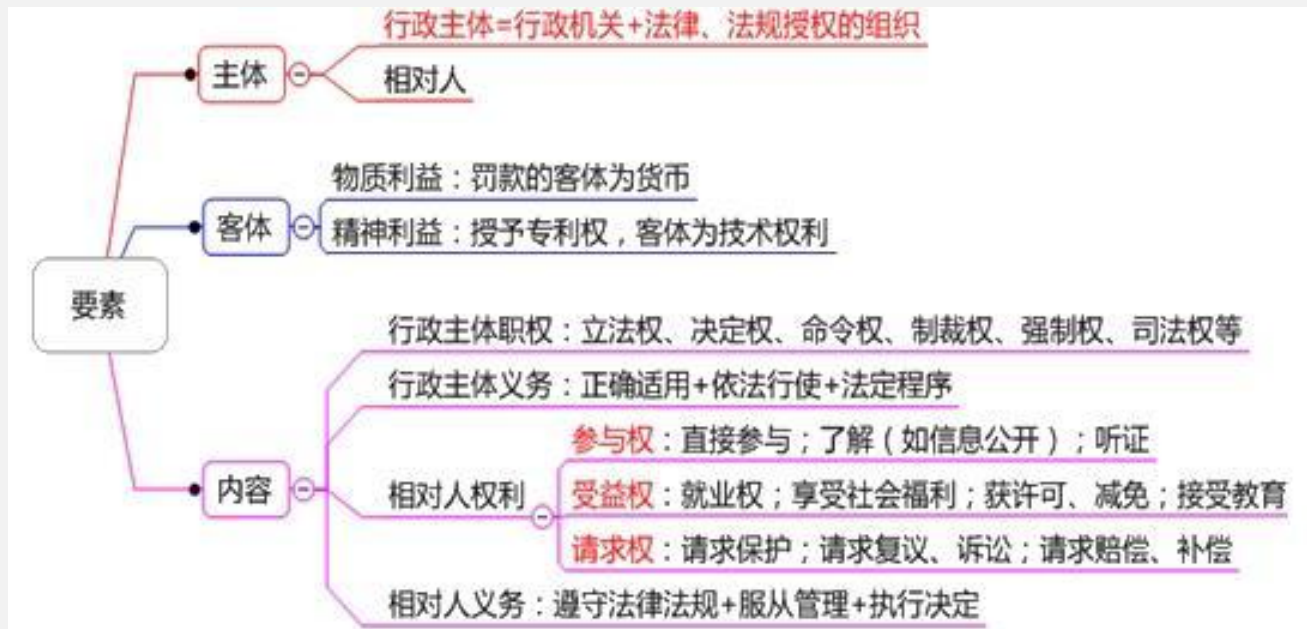 行政主体=行政机关+法律、法规授权的组织
主体
相对人
物质利益：罚款的客体为货币
客体
精神利益：授予专利权，客体为技术权利
要素
行政主体职权：立法权、决定权、命令权、制裁权、强制权、司法权等
行政主体义务：正确适用+依法行使+法定程序
参与权：直接参与；了解（如信息公开）；听证
内容
相对人权利
受益权：就业权；享受社会福利；获许可、减免；接受教育
请求权：请求保护；请求复议、诉讼；请求赔偿、补偿
相对人义务：遵守法律法规+服从管理+执行决定